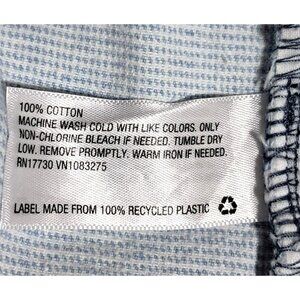 100% COTTON
MACHINE WASH COLD WITH LIKE COLORS. ONLY
NON-CHLORINE BLEACH IF NEEDED. TUMBLE DRY
LOW. REMOVE PROMPTLY. WARM IRON IF NEEDED.
RN17730 VN1083275
LABEL MADE FROM 100% RECYCLED PLASTIC